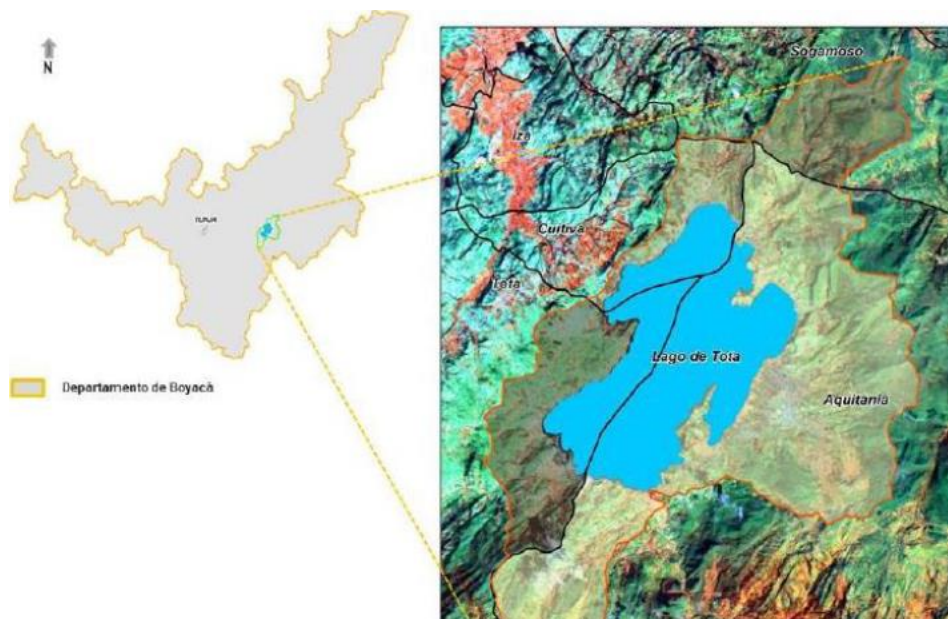 N
Departamento de Boyacá
Sogamoso
Iza
Cuitiva
Tota
Lago de Tota
Aquitania